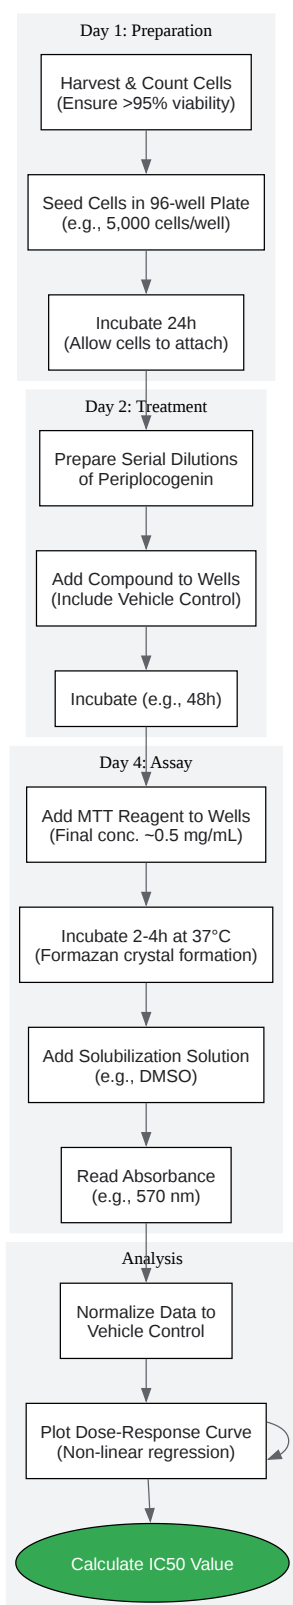 Day 1: Preparation
Harvest & Count Cells
(Ensure >95% viability)
Seed Cells in 96-well Plate
(e.g., 5,000 cells/well)
Incubate 24h
(Allow cells to attach)
Day 2: Treatment
Prepare Serial Dilutions
of Periplocogenin
Add Compound to Wells
(Include Vehicle Control)
Incubate (e.g., 48h)
Day 4: Assay
Add MTT Reagent to Wells
(Final conc. ~0.5 mg/mL)
Incubate 2-4h at 37°C
(Formazan crystal formation)
Add Solubilization Solution
(e.g., DMSO)
Read Absorbance
(e.g., 570 nm)
Analysis
Normalize Data to
Vehicle Control
Plot Dose-Response Curve
(Non-linear regression)
Calculate IC50 Value